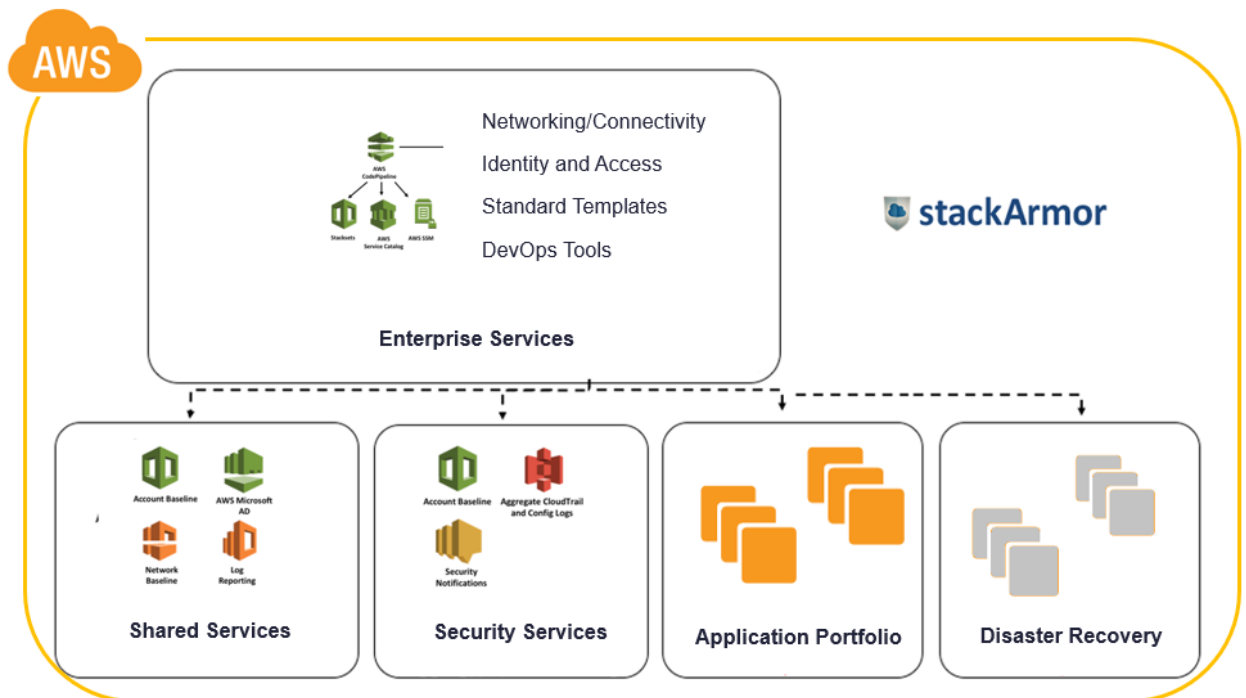 AWS
Networking/Connectivity
Identity and Access
Standard Templates
DevOps Tools
AWS
CodePipeline
Stacksets
AWS
Service Catalog
AWS SSM
Enterprise Services
stackArmor
Account Baseline
AWS Microsoft
AD
Network
Baseline
Log
Reporting
Shared Services
Account Baseline
Aggregate CloudTrail
and Config Logs
Security
Notifications
Security Services
Application Portfolio
Disaster Recovery